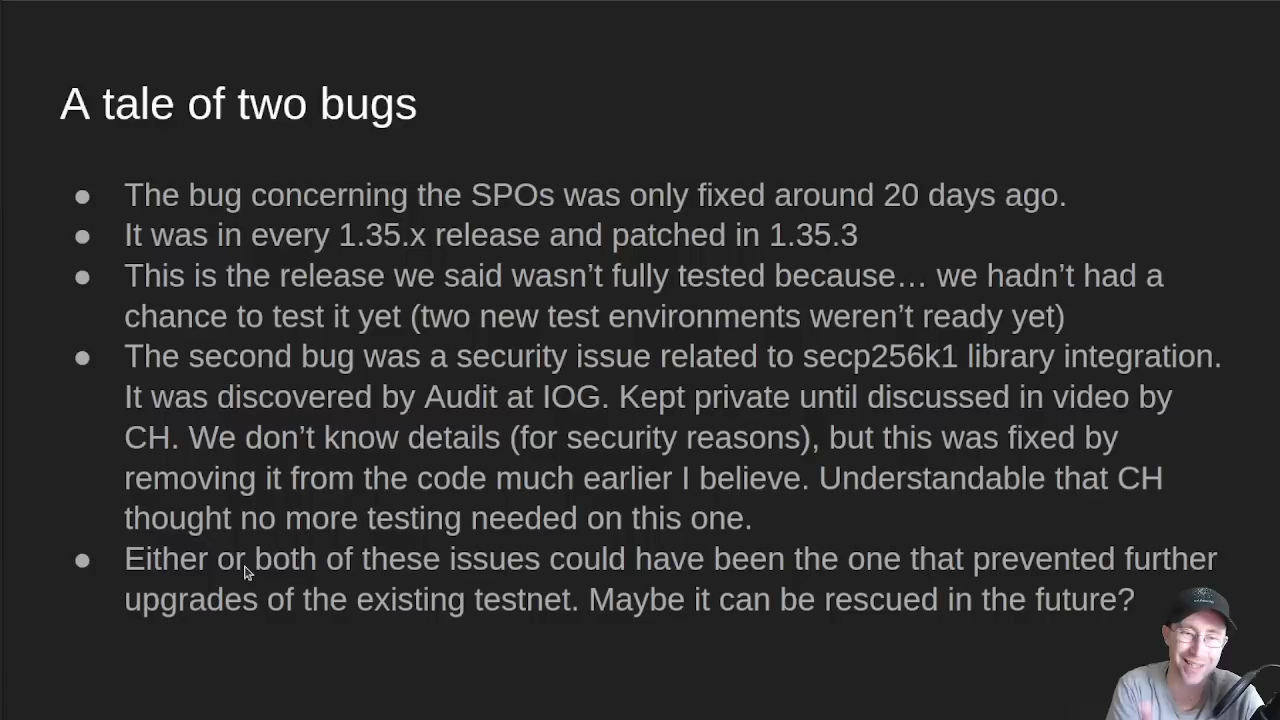 A tale of two bugs
● The bug concerning the SPOs was only fixed around 20 days ago.
● It was in every 1.35.x release and patched in 1.35.3
● This is the release we said wasn’t fully tested because… we hadn’t had a
chance to test it yet (two new test environments weren’t ready yet)
● The second bug was a security issue related to secp256k1 library integration.
It was discovered by Audit at IOG. Kept private until discussed in video by
CH. We don’t know details (for security reasons), but this was fixed by
removing it from the code much earlier I believe. Understandable that CH
thought no more testing needed on this one.
● Either or both of these issues could have been the one that prevented further
upgrades of the existing testnet. Maybe it can be rescued in the future?